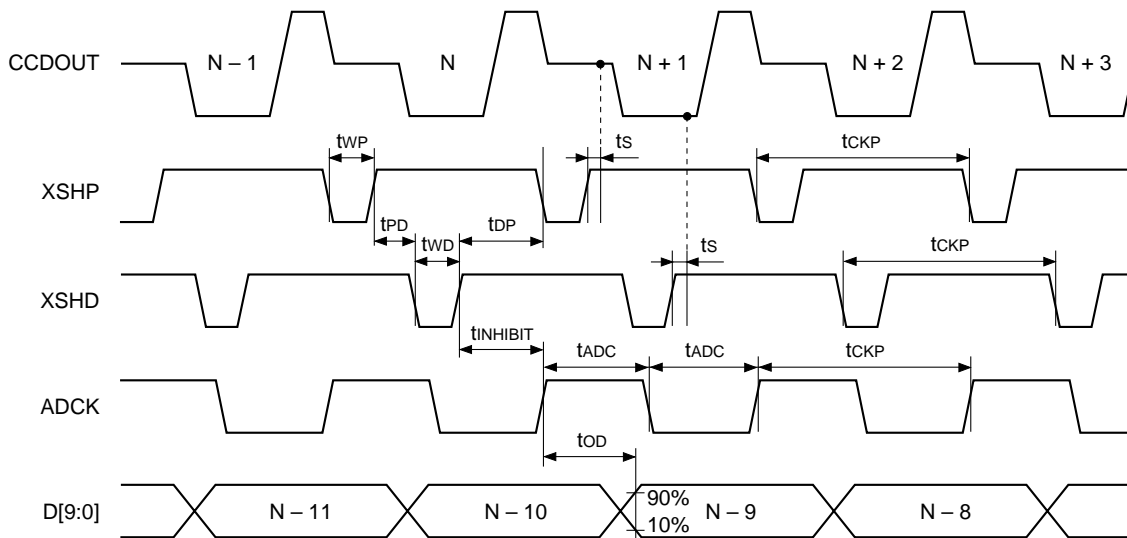 CCDOUT N – 1 N N + 1 N + 2 N + 3
tWP tS tCKP
XSHP
tPD tWD tDP tS tCKP
XSHD
tINHIBIT tADC tADC tCKP
ADCK
tOD
90%
D[9:0] N – 11 N – 10 N – 9 N – 8
10%